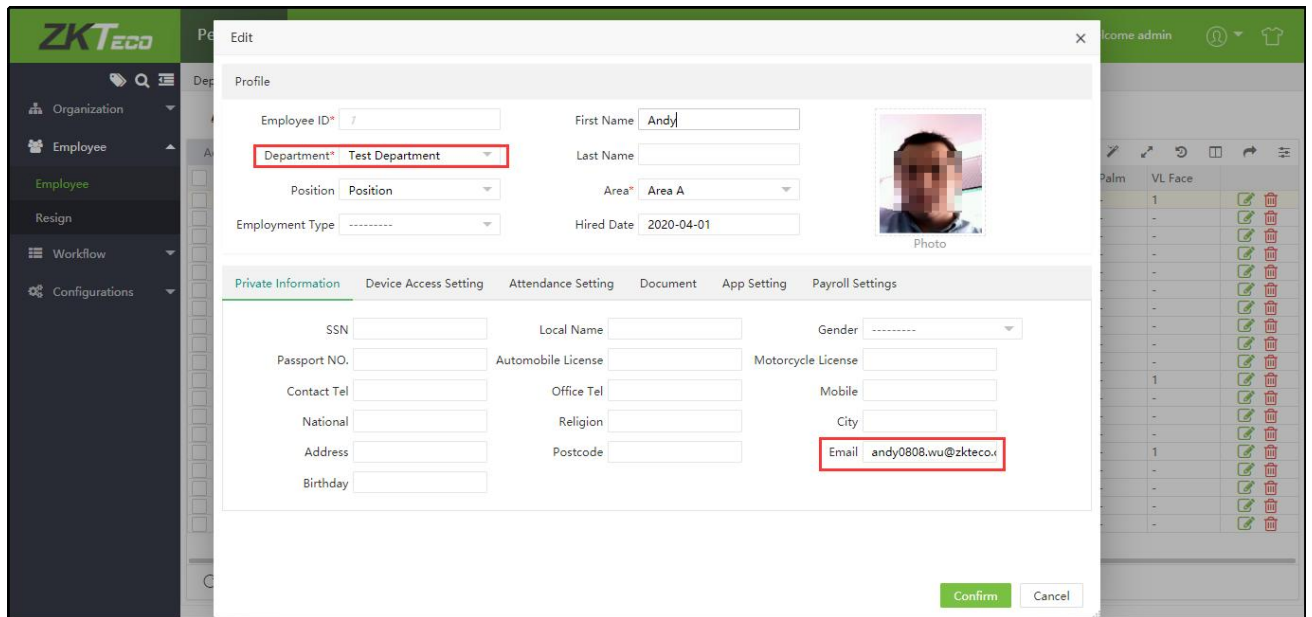 ZKTECO
Pe
Edit
×
lcome admin
Dep
Profile
Organization
Employee ID* 1
First Name Andy
Employee
Department* Test Department
Last Name
Palm
VL Face
Employee
Position Position
Area* Area A
1
Resign
Employment Type ---------
Hired Date 2020-04-01
Photo
Workflow
Private Information
Device Access Setting
Attendance Setting
Document
App Setting
Payroll Settings
Configurations
SSN
Local Name
Gender ---------
Passport NO.
Automobile License
Motorcycle License
Contact Tel
Office Tel
Mobile
1
National
Religion
City
Address
Postcode
Email andy0808.wu@zkteco.
1
Birthday
Confirm
Cancel